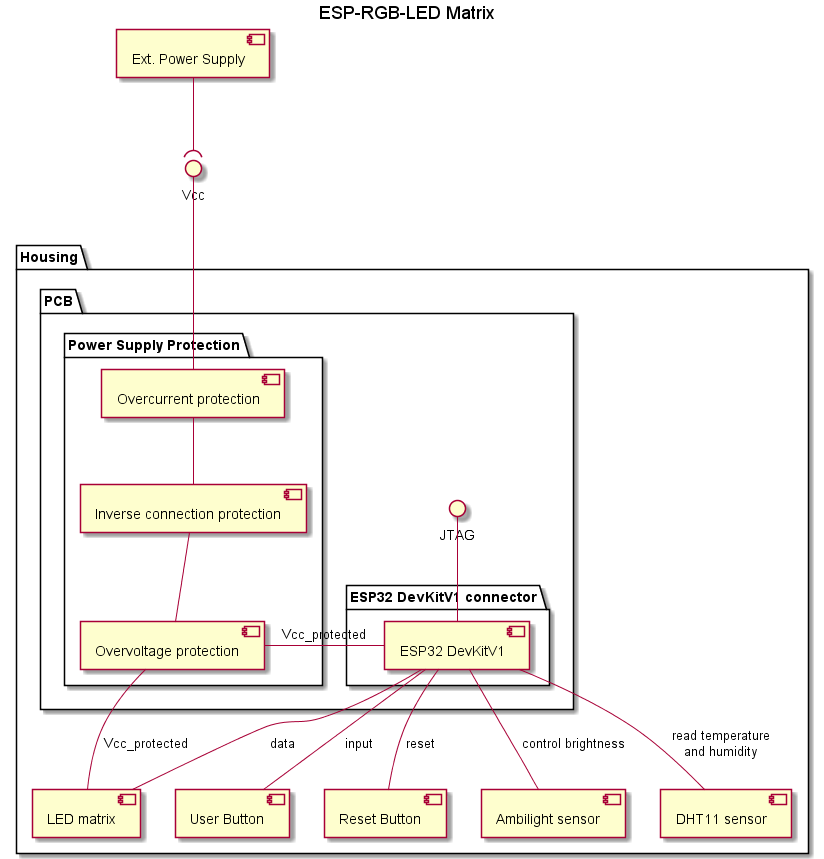 ESP-RGB-LED Matrix
Ext. Power Supply
Vcc
Housing
PCB
Power Supply Protection
Overcurrent protection
Inverse connection protection
JTAG
ESP32 DevKitV1 connector
Overvoltage protection
Vcc_protected
ESP32 DevKitV1
Vcc_protected
data
input
reset
control brightness
read temperature
and humidity
LED matrix
User Button
Reset Button
Ambilight sensor
DHT11 sensor